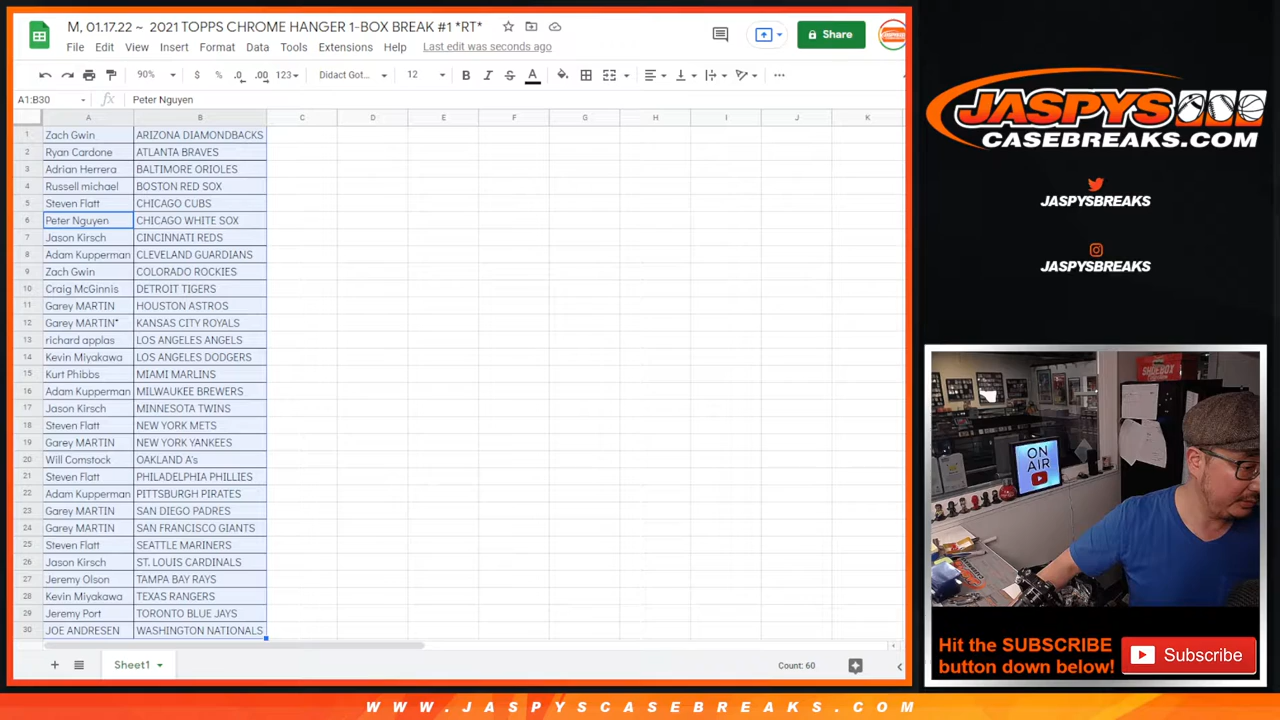 M, 01.17.22 ~ 2021 TOPPS CHROME HANGER 1-BOX BREAK #1 *RT*
File Edit View Insert Format Data Tools Extensions Help Last edit was seconds ago
Share
90% $ % .0 .00 123 Didact Got... 12 B I S A
A1:B30 fx Peter Nguyen
A B C D E F G H I J K
1 Zach Gwin ARIZONA DIAMONDBACKS
2 Ryan Cardone ATLANTA BRAVES
3 Adrian Herrera BALTIMORE ORIOLES
4 Russell michael BOSTON RED SOX
5 Steven Flatt CHICAGO CUBS
6 Peter Nguyen CHICAGO WHITE SOX
7 Jason Kirsch CINCINNATI REDS
8 Adam Kupperman CLEVELAND GUARDIANS
9 Zach Gwin COLORADO ROCKIES
10 Craig McGinnis DETROIT TIGERS
11 Garey MARTIN HOUSTON ASTROS
12 Garey MARTIN* KANSAS CITY ROYALS
13 richard applas LOS ANGELES ANGELS
14 Kevin Miyakawa LOS ANGELES DODGERS
15 Kurt Phibbs MIAMI MARLINS
16 Adam Kupperman MILWAUKEE BREWERS
17 Jason Kirsch MINNESOTA TWINS
18 Steven Flatt NEW YORK METS
19 Garey MARTIN NEW YORK YANKEES
20 Will Comstock OAKLAND A's
21 Steven Flatt PHILADELPHIA PHILLIES
22 Adam Kupperman PITTSBURGH PIRATES
23 Garey MARTIN SAN DIEGO PADRES
24 Garey MARTIN SAN FRANCISCO GIANTS
25 Steven Flatt SEATTLE MARINERS
26 Jason Kirsch ST. LOUIS CARDINALS
27 Jeremy Olson TAMPA BAY RAYS
28 Kevin Miyakawa TEXAS RANGERS
29 Jeremy Port TORONTO BLUE JAYS
30 JOE ANDRESEN WASHINGTON NATIONALS
Sheet1 Count: 60
JASPYS
CASEBREAKS.COM
JASPYSBREAKS
JASPYSBREAKS
SHOEBOX
ON
AIR
Hit the SUBSCRIBE
button down below!
Subscribe
WWW.JASPYSCASEBREAKS.COM